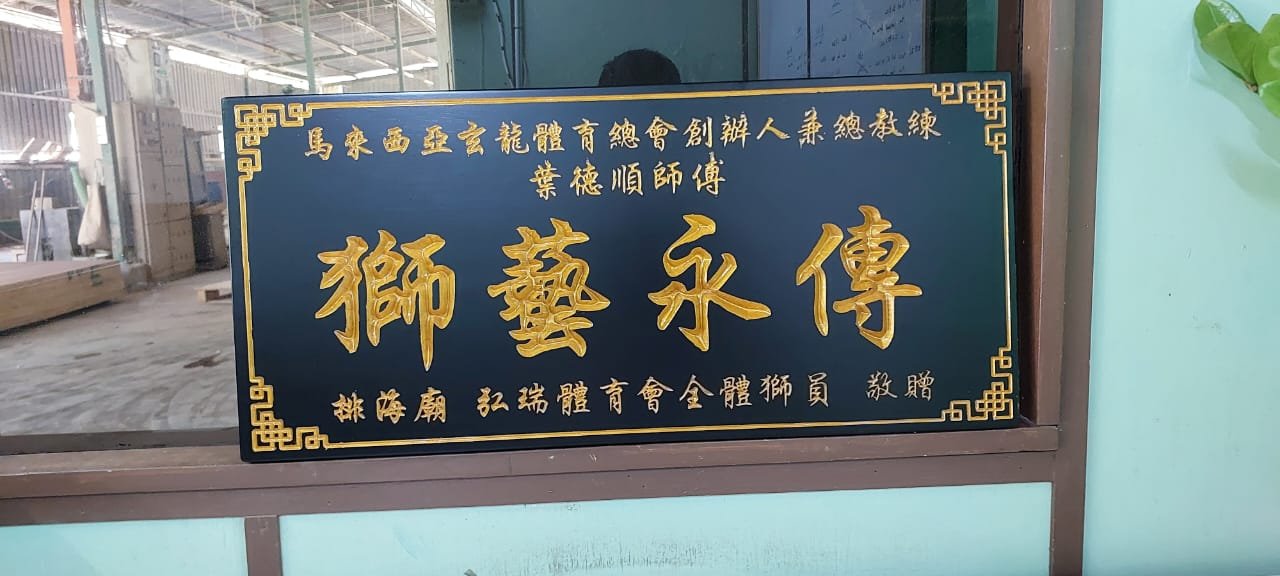 馬來西亞玄龍體育總會創辦人兼總教練
葉德順師傅
獅藝永傳
排海廟 弘瑞體育會全體獅員 敬贈